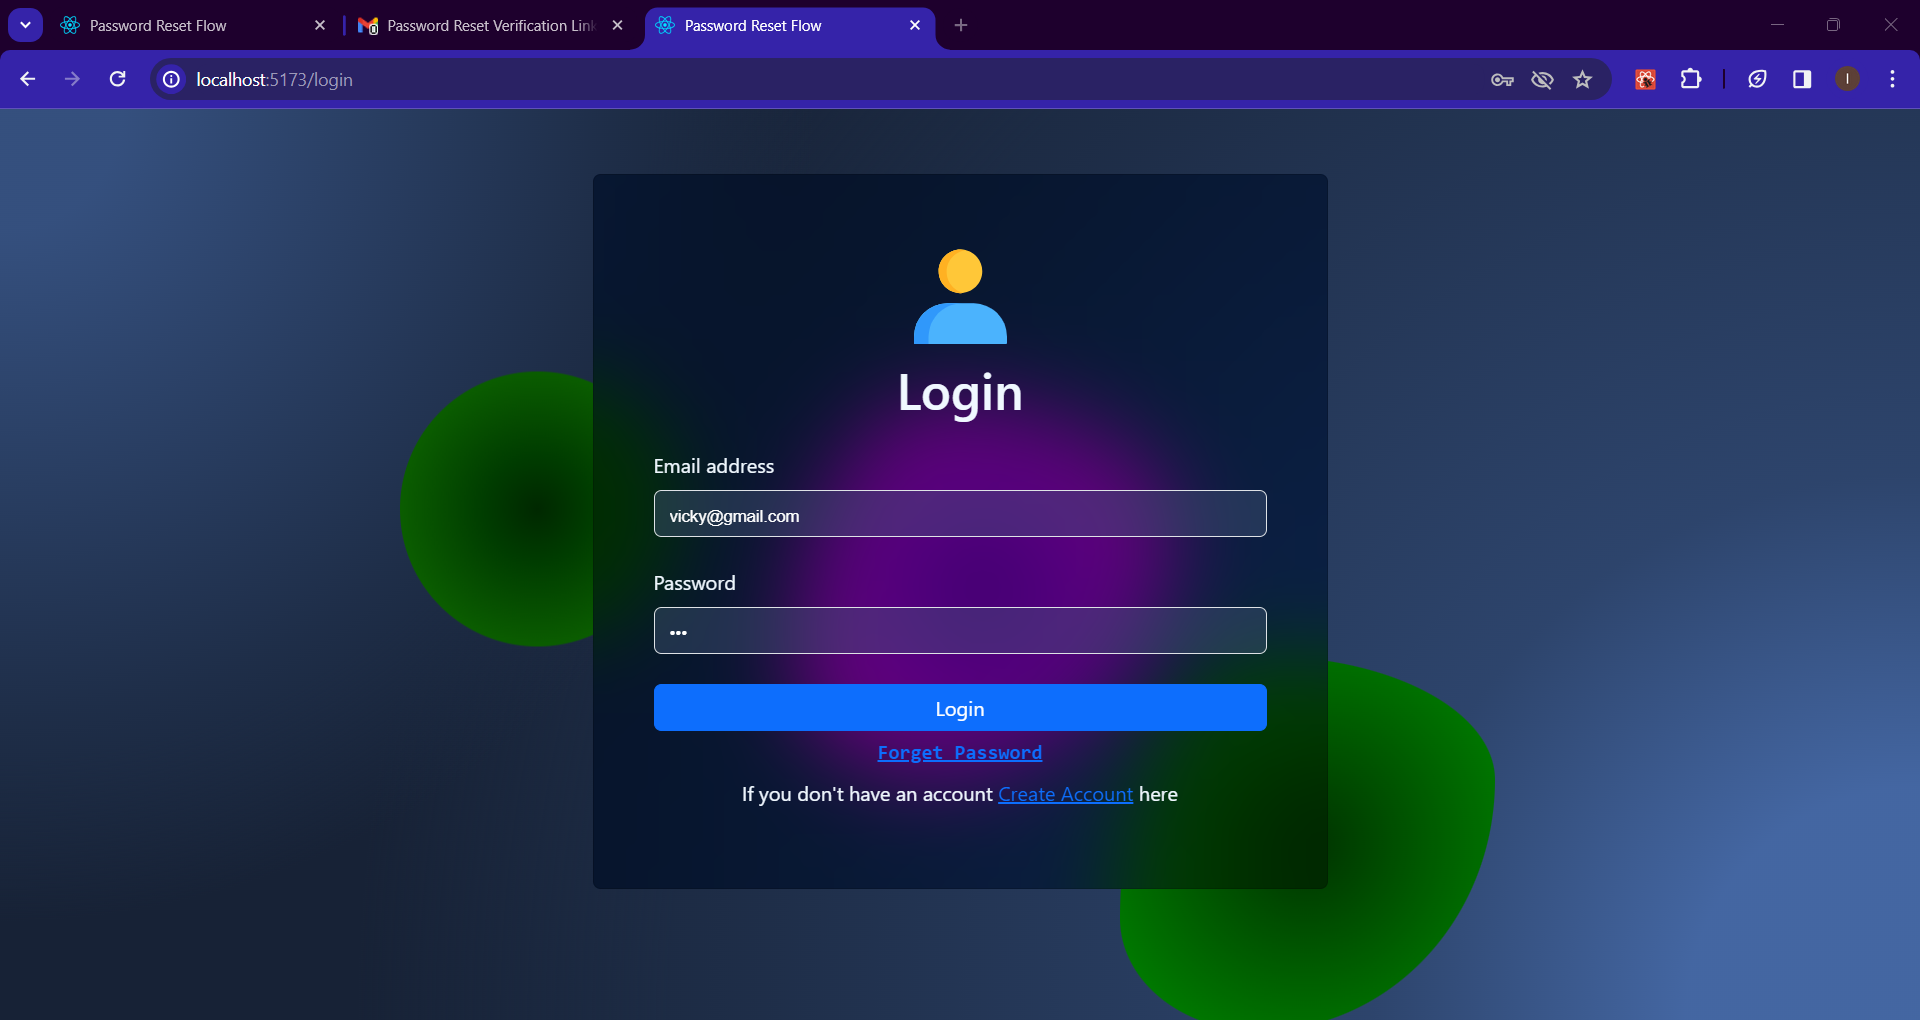 Password Reset Flow
Password Reset Verification Link
Password Reset Flow
localhost:5173/login
I
Login
Email address
vicky@gmail.com
Password
•••
Login
Forget Password
If you don't have an account Create Account here